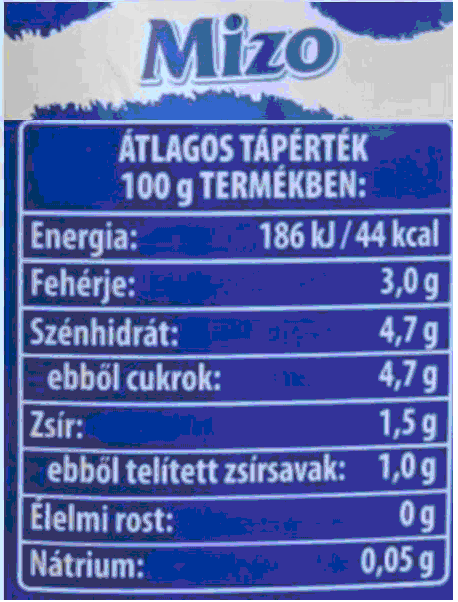 Mizo
ÁTLAGOS TÁPÉRTÉK
100 g TERMÉKBEN:
Energia: 186 kJ / 44 kcal
Fehérje: 3,0 g
Szénhidrát: 4,7 g
ebből cukrok: 4,7 g
Zsír: 1,5 g
ebből telített zsírsavak: 1,0 g
Élelmi rost: 0 g
Nátrium: 0,05 g